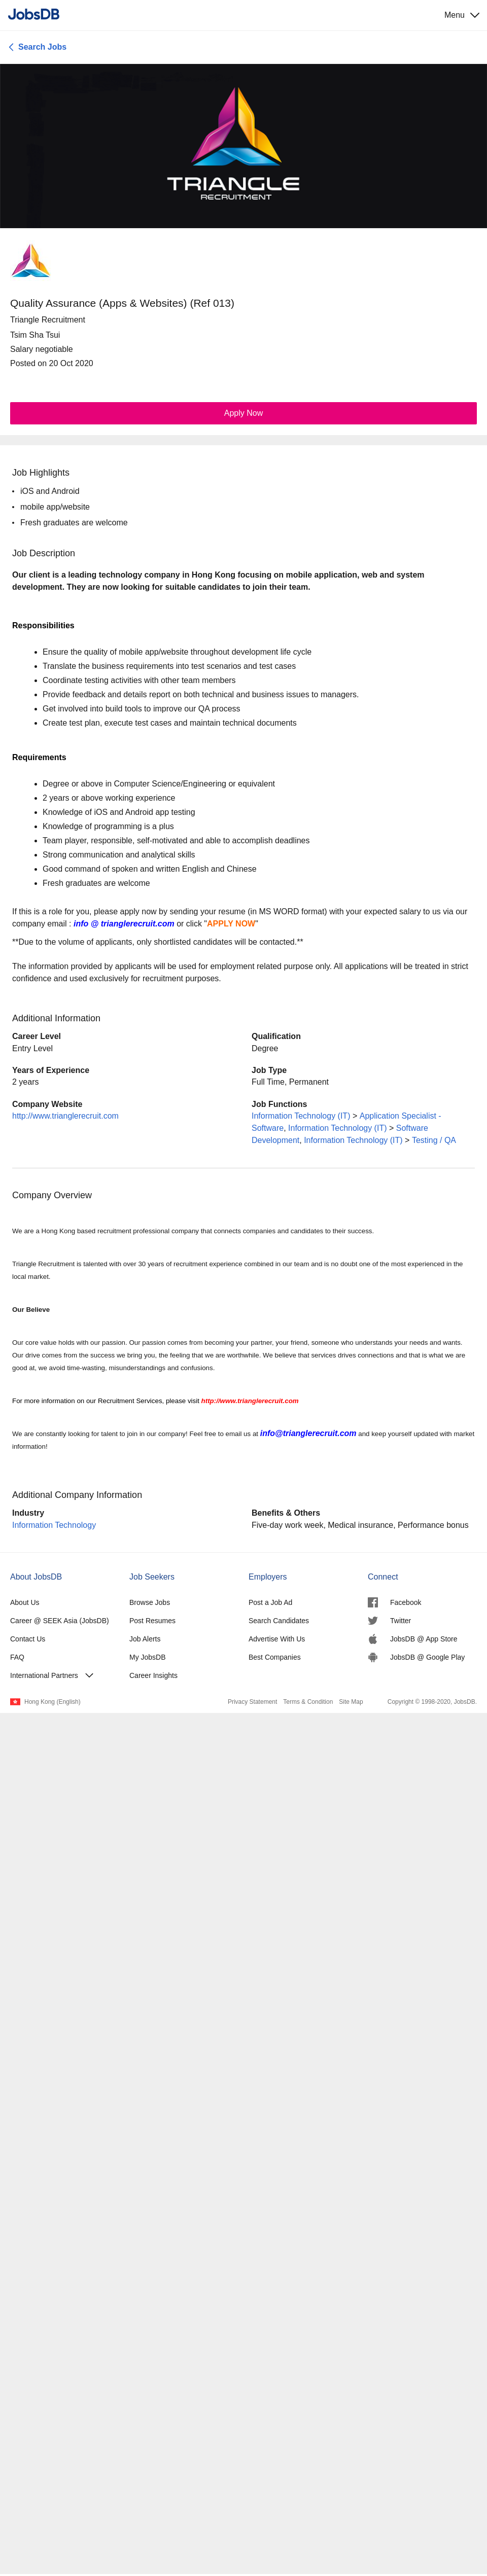 JobsDB
Menu
Search Jobs
TRIANGLE
RECRUITMENT
Quality Assurance (Apps & Websites) (Ref 013)
Triangle Recruitment
Tsim Sha Tsui
Salary negotiable
Posted on 20 Oct 2020
Apply Now
Job Highlights
• iOS and Android
• mobile app/website
• Fresh graduates are welcome
Job Description
Our client is a leading technology company in Hong Kong focusing on mobile application, web and system
development. They are now looking for suitable candidates to join their team.
Responsibilities
• Ensure the quality of mobile app/website throughout development life cycle
• Translate the business requirements into test scenarios and test cases
• Coordinate testing activities with other team members
• Provide feedback and details report on both technical and business issues to managers.
• Get involved into build tools to improve our QA process
• Create test plan, execute test cases and maintain technical documents
Requirements
• Degree or above in Computer Science/Engineering or equivalent
• 2 years or above working experience
• Knowledge of iOS and Android app testing
• Knowledge of programming is a plus
• Team player, responsible, self-motivated and able to accomplish deadlines
• Strong communication and analytical skills
• Good command of spoken and written English and Chinese
• Fresh graduates are welcome
If this is a role for you, please apply now by sending your resume (in MS WORD format) with your expected salary to us via our
company email : info @ trianglerecruit.com or click "APPLY NOW"
**Due to the volume of applicants, only shortlisted candidates will be contacted.**
The information provided by applicants will be used for employment related purpose only. All applications will be treated in strict
confidence and used exclusively for recruitment purposes.
Additional Information
Career Level
Entry Level
Qualification
Degree
Years of Experience
2 years
Job Type
Full Time, Permanent
Company Website
http://www.trianglerecruit.com
Job Functions
Information Technology (IT) > Application Specialist -
Software, Information Technology (IT) > Software
Development, Information Technology (IT) > Testing / QA
Company Overview
We are a Hong Kong based recruitment professional company that connects companies and candidates to their success.
Triangle Recruitment is talented with over 30 years of recruitment experience combined in our team and is no doubt one of the most experienced in the
local market.
Our Believe
Our core value holds with our passion. Our passion comes from becoming your partner, your friend, someone who understands your needs and wants.
Our drive comes from the success we bring you, the feeling that we are worthwhile. We believe that services drives connections and that is what we are
good at, we avoid time-wasting, misunderstandings and confusions.
For more information on our Recruitment Services, please visit http://www.trianglerecruit.com
We are constantly looking for talent to join in our company! Feel free to email us at info@trianglerecruit.com and keep yourself updated with market
information!
Additional Company Information
Industry
Information Technology
Benefits & Others
Five-day work week, Medical insurance, Performance bonus
About JobsDB
About Us
Career @ SEEK Asia (JobsDB)
Contact Us
FAQ
International Partners
Job Seekers
Browse Jobs
Post Resumes
Job Alerts
My JobsDB
Career Insights
Employers
Post a Job Ad
Search Candidates
Advertise With Us
Best Companies
Connect
Facebook
Twitter
JobsDB @ App Store
JobsDB @ Google Play
Hong Kong (English)
Privacy Statement Terms & Condition Site Map Copyright © 1998-2020, JobsDB.